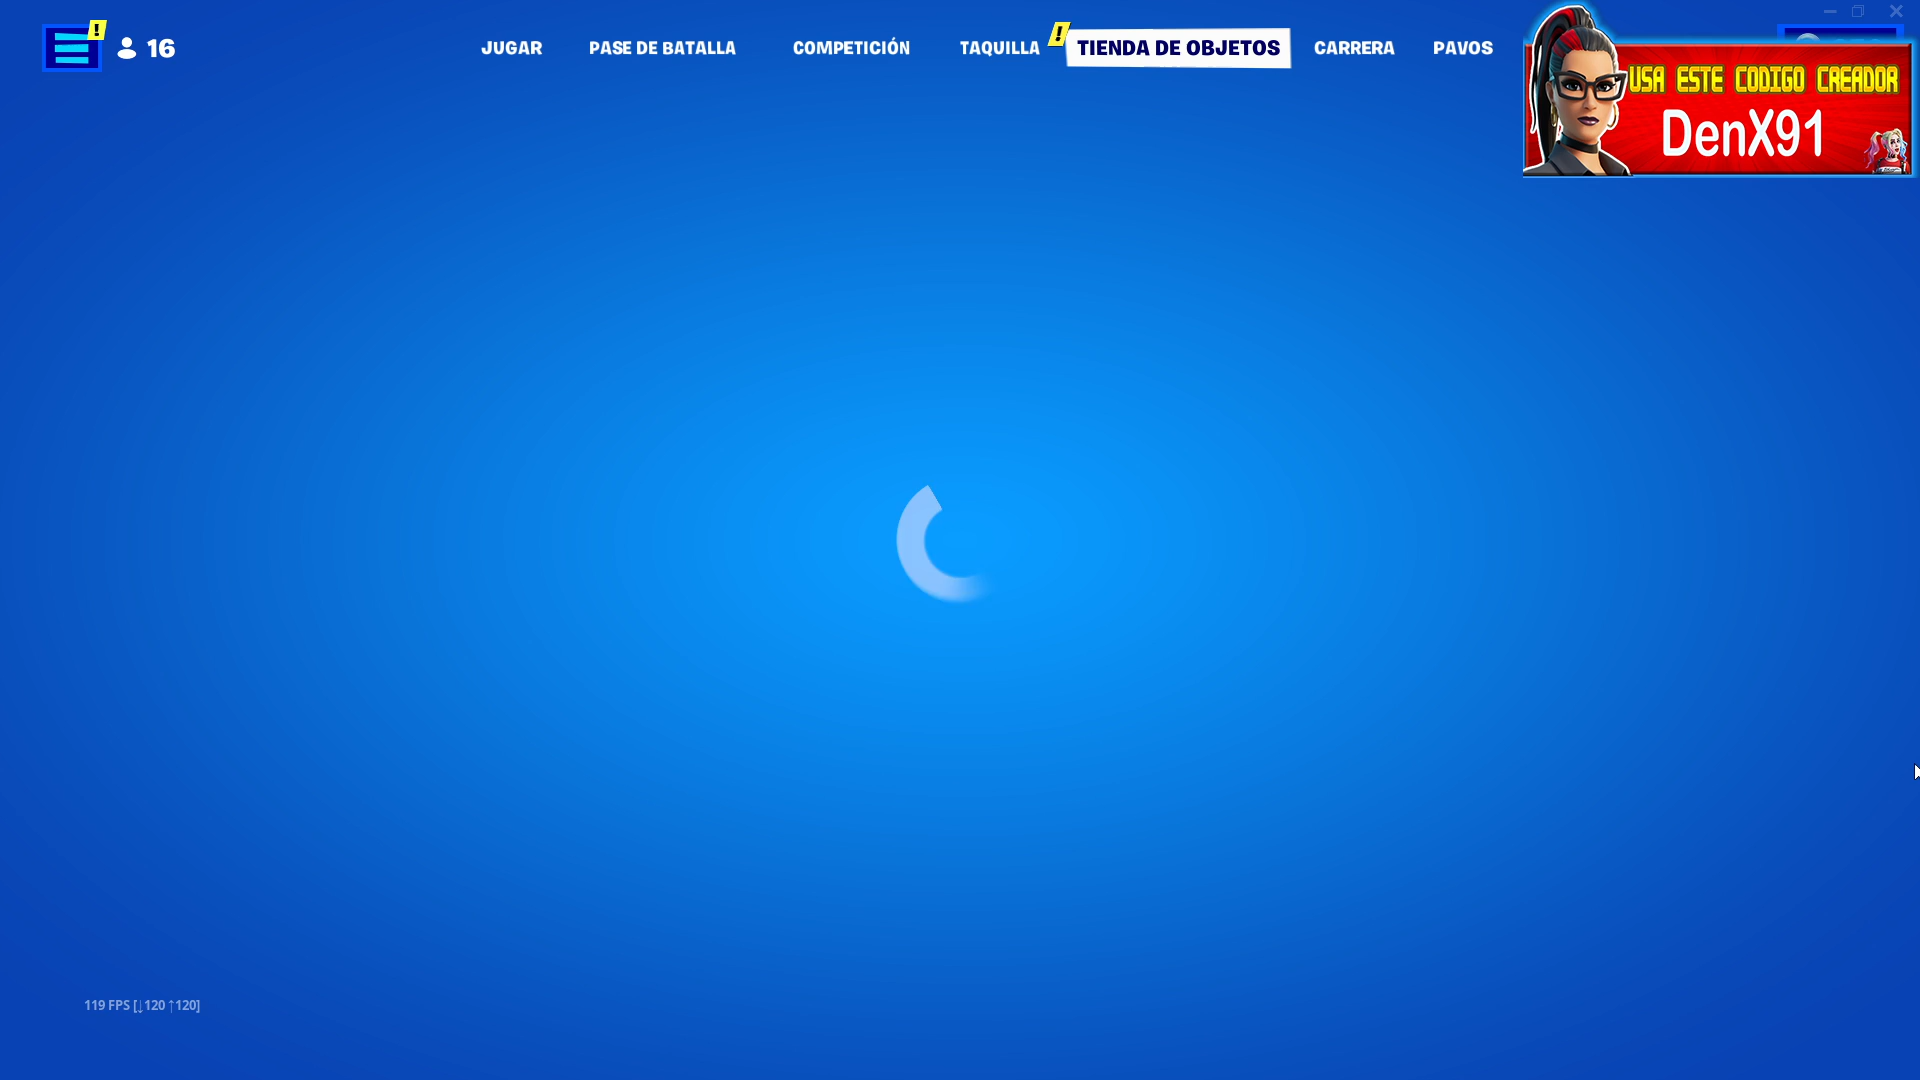 !
16
JUGAR
PASE DE BATALLA
COMPETICIÓN
TAQUILLA
!
TIENDA DE OBJETOS
CARRERA
PAVOS
USA ESTE CODIGO CREADOR
DenX91
119 FPS [↓120 ↑120]